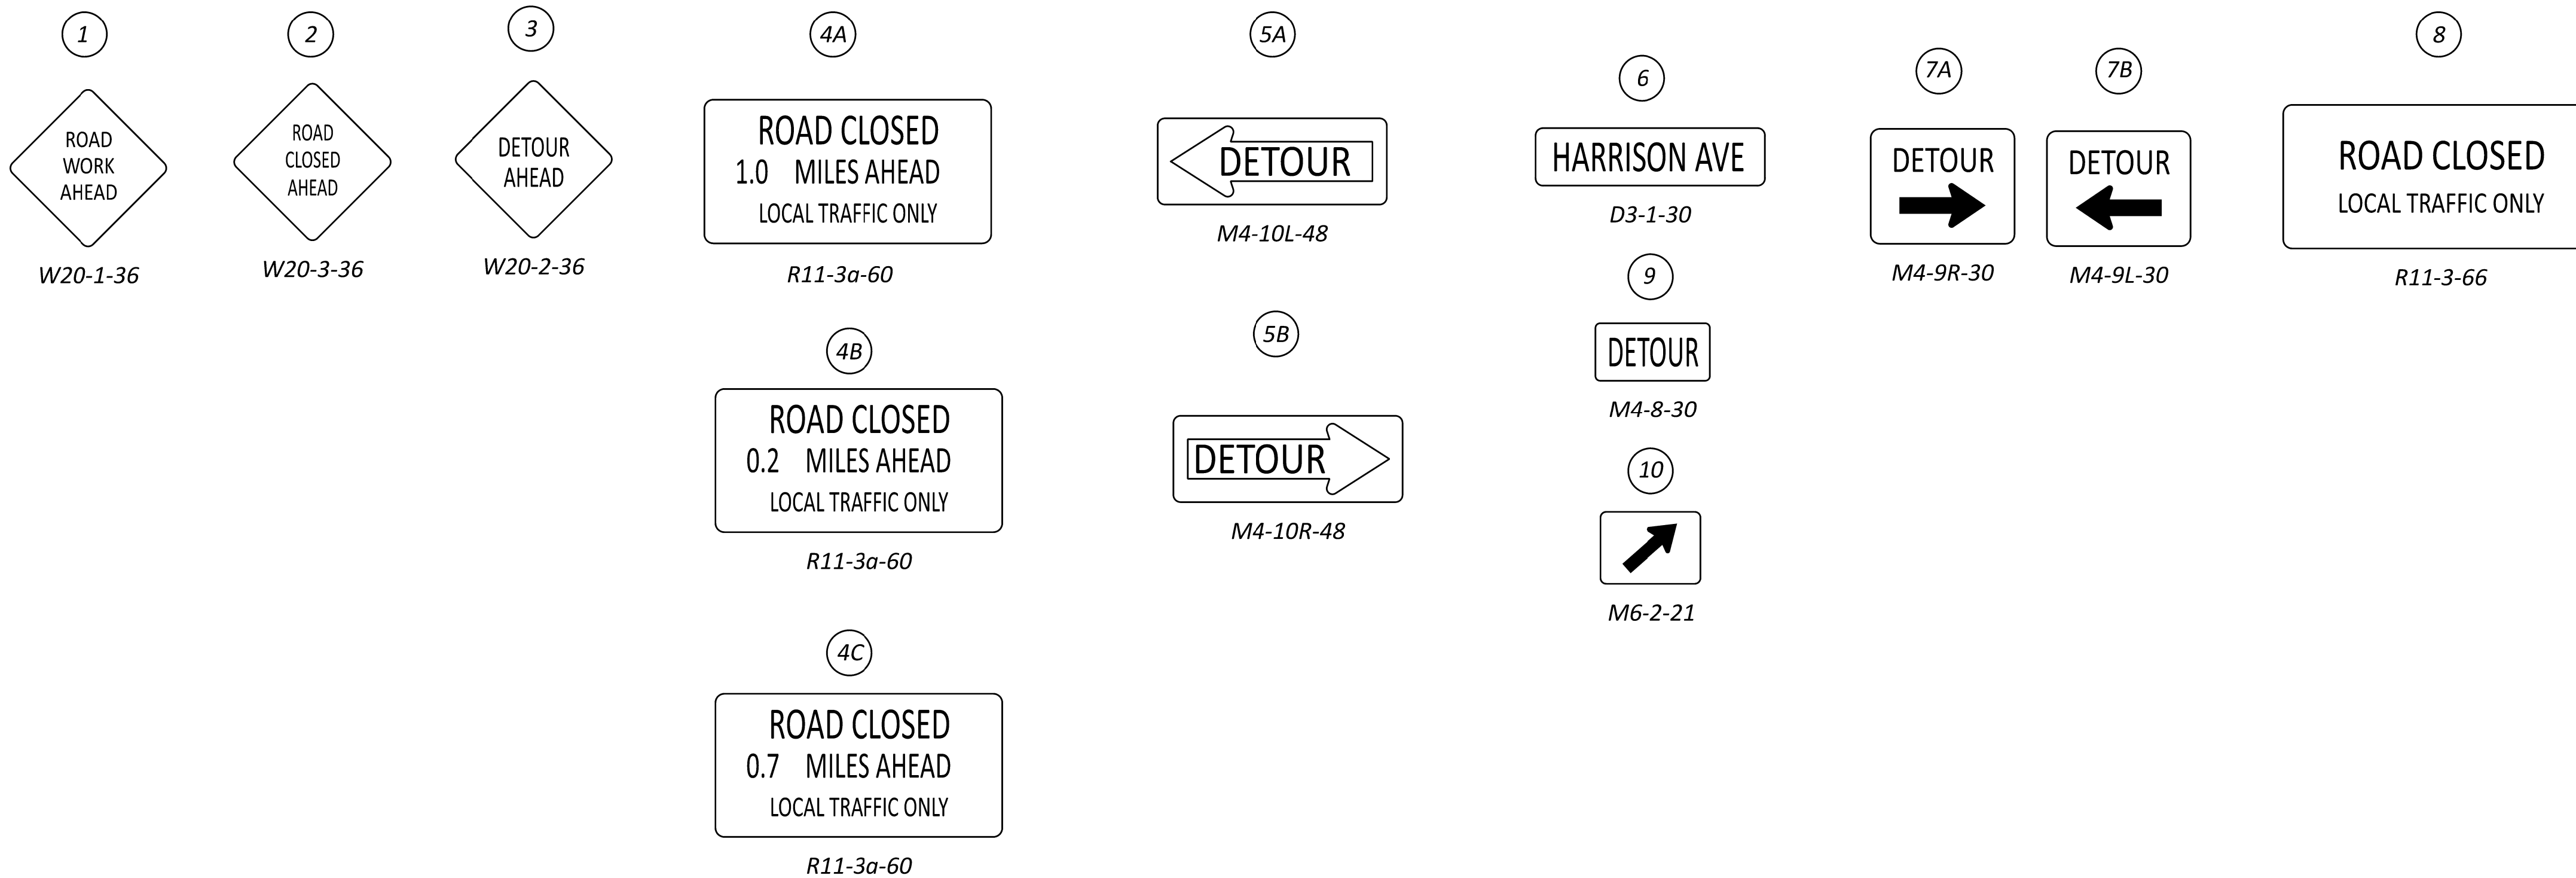 1
ROAD
WORK
AHEAD
W20-1-36
2
ROAD
CLOSED
AHEAD
W20-3-36
3
DETOUR
AHEAD
W20-2-36
4A
ROAD CLOSED
1.0 MILES AHEAD
LOCAL TRAFFIC ONLY
R11-3a-60
4B
ROAD CLOSED
0.2 MILES AHEAD
LOCAL TRAFFIC ONLY
R11-3a-60
4C
ROAD CLOSED
0.7 MILES AHEAD
LOCAL TRAFFIC ONLY
R11-3a-60
5A
DETOUR
M4-10L-48
5B
DETOUR
M4-10R-48
6
HARRISON AVE
D3-1-30
9
DETOUR
M4-8-30
10
M6-2-21
7A
DETOUR
M4-9R-30
7B
DETOUR
M4-9L-30
8
ROAD CLOSED
LOCAL TRAFFIC ONLY
R11-3-66